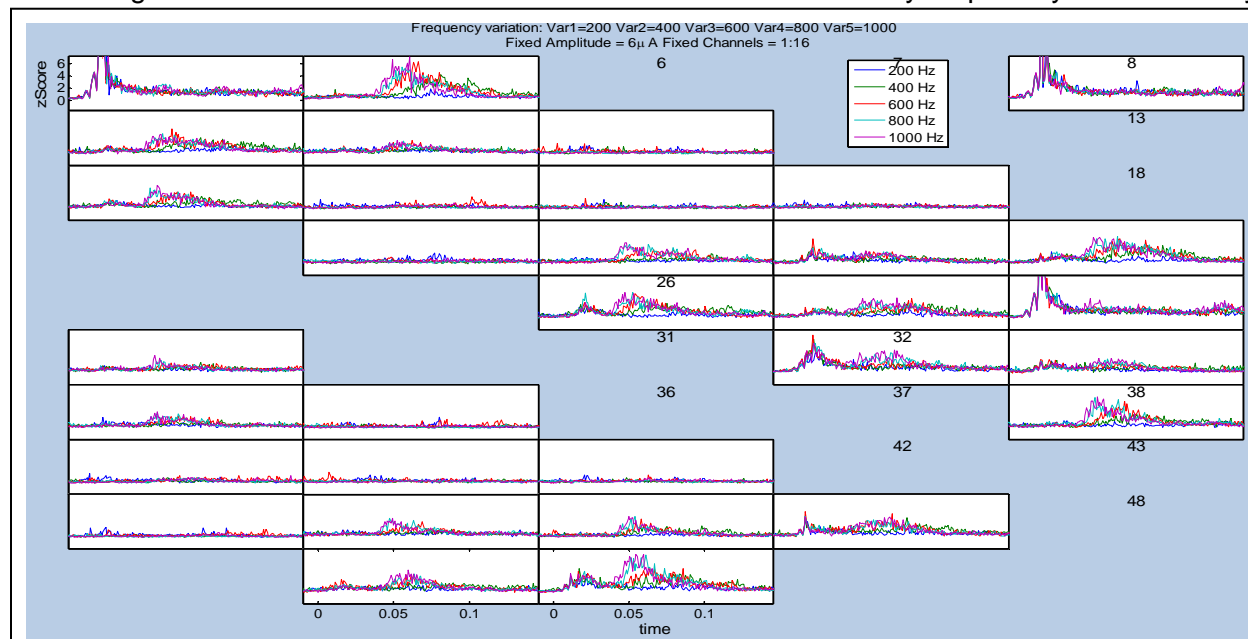 Frequency variation: Var1=200 Var2=400 Var3=600 Var4=800 Var5=1000
Fixed Amplitude = 6μ A Fixed Channels = 1:16
zScore
6
4
2
0
6
7
8
200 Hz
400 Hz
600 Hz
800 Hz
1000 Hz
13
18
26
31
32
36
37
38
42
43
48
0
0.05
0.1
0
0.05
0.1
time